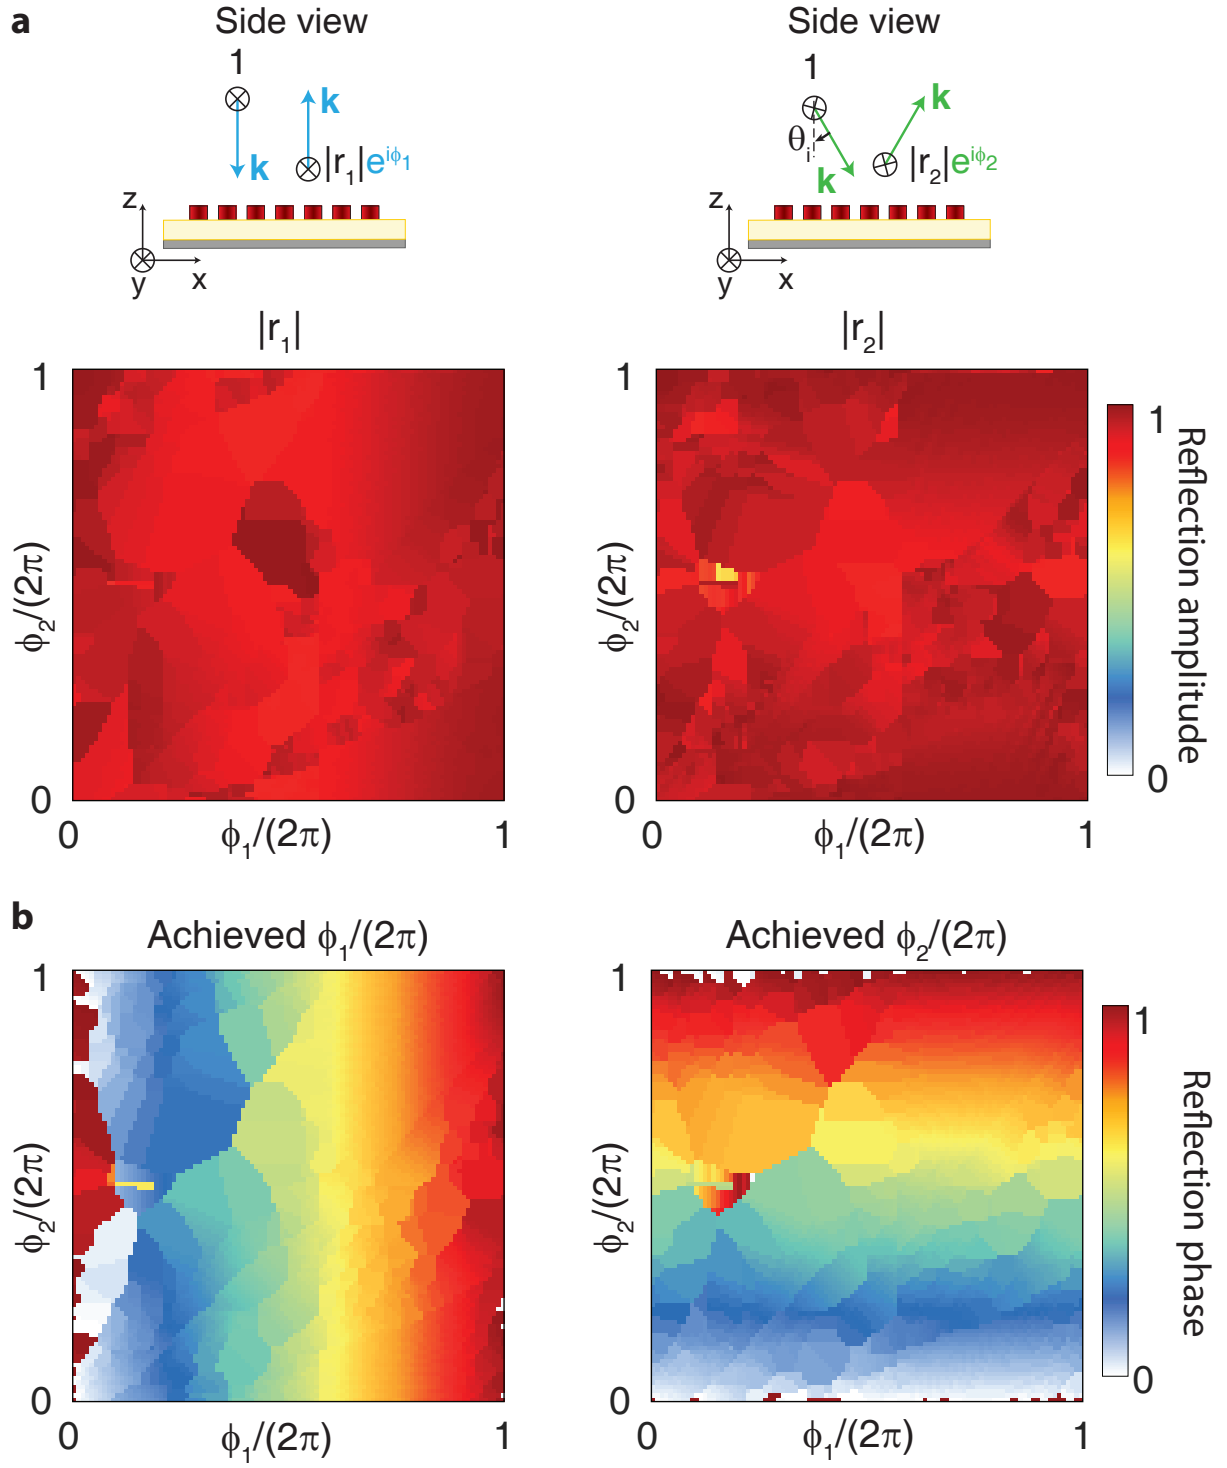 a
Side view
Side view
1
1
k
k
|r₁|e^{iϕ₁}
k
k
θᵢ
|r₂|e^{iϕ₂}
z
y
x
z
y
x
|r₁|
|r₂|
1
ϕ₂/(2π)
0
0
ϕ₁/(2π)
1
1
ϕ₂/(2π)
0
0
ϕ₁/(2π)
1
1
Reflection amplitude
0
b
Achieved ϕ₁/(2π)
Achieved ϕ₂/(2π)
1
ϕ₂/(2π)
0
0
ϕ₁/(2π)
1
1
ϕ₂/(2π)
0
0
ϕ₁/(2π)
1
1
Reflection phase
0